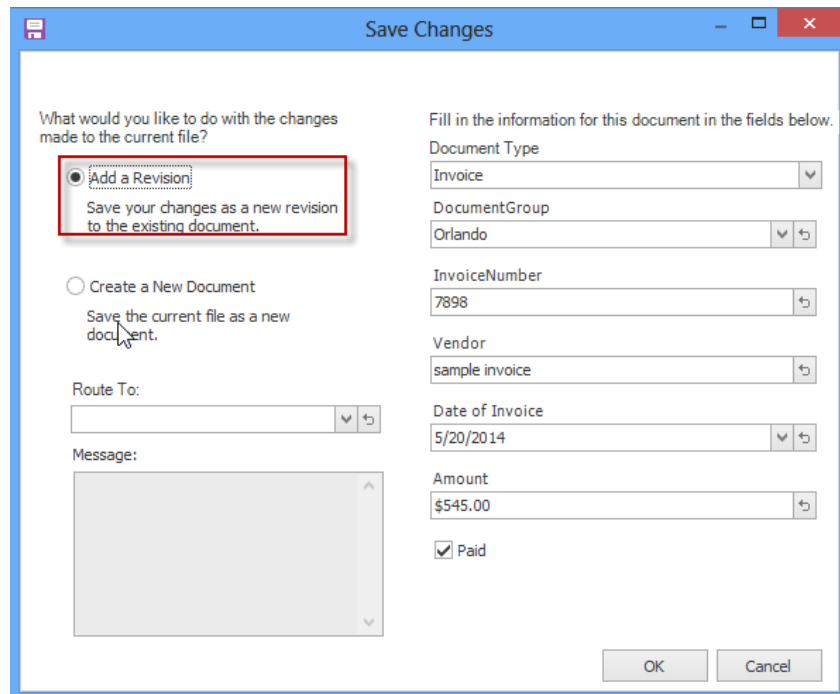 Save Changes
What would you like to do with the changes
made to the current file?
Add a Revision
Save your changes as a new revision
to the existing document.
Create a New Document
Save the current file as a new
document.
Route To:
Message:
Fill in the information for this document in the fields below.
Document Type
Invoice
DocumentGroup
Orlando
InvoiceNumber
7898
Vendor
sample invoice
Date of Invoice
5/20/2014
Amount
$545.00
Paid
OK
Cancel